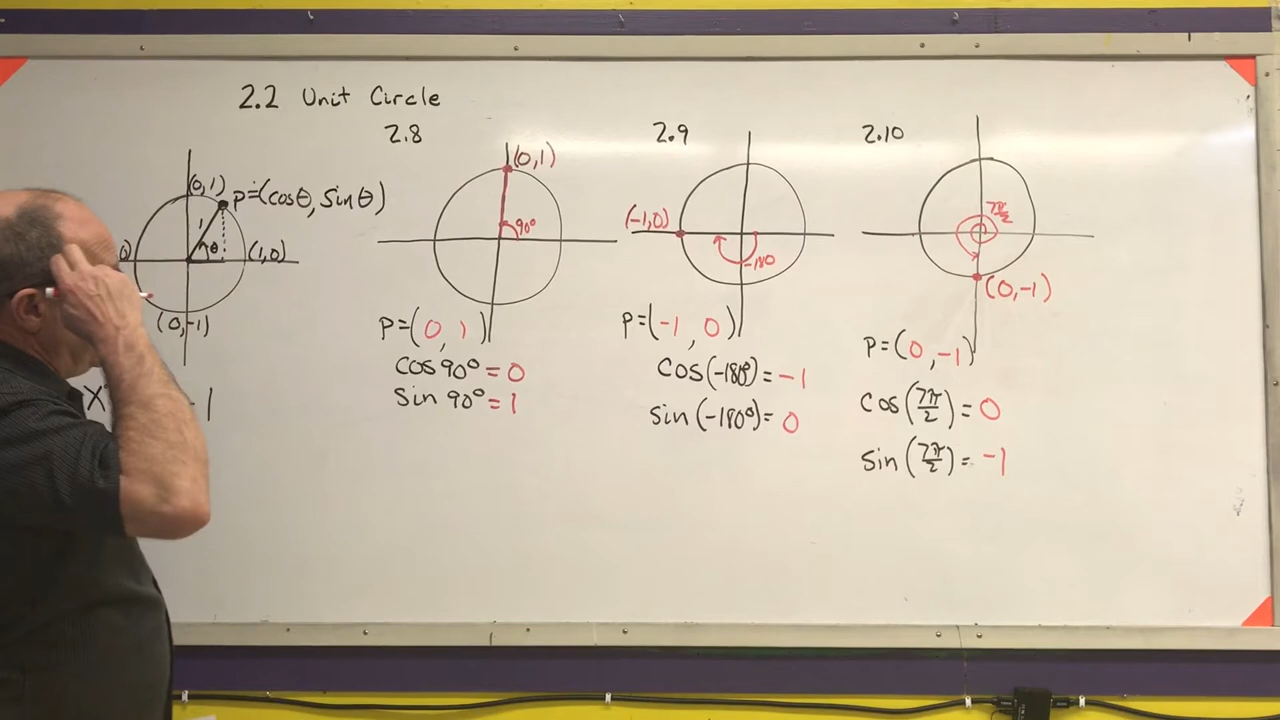 2.2 Unit Circle
(0,1)
P=(cosθ, Sinθ)
1
θ
0)
(1,0)
(0,-1)
X
1
2.8
(0,1)
90°
P=(0, 1)
Cos 90° = 0
Sin 90° = 1
2.9
(-1,0)
-180
P=(-1, 0)
Cos(-180°) = -1
Sin(-180°) = 0
2.10
7π/2
(0,-1)
P=(0,-1)
Cos(7π/2) = 0
Sin(7π/2) = -1